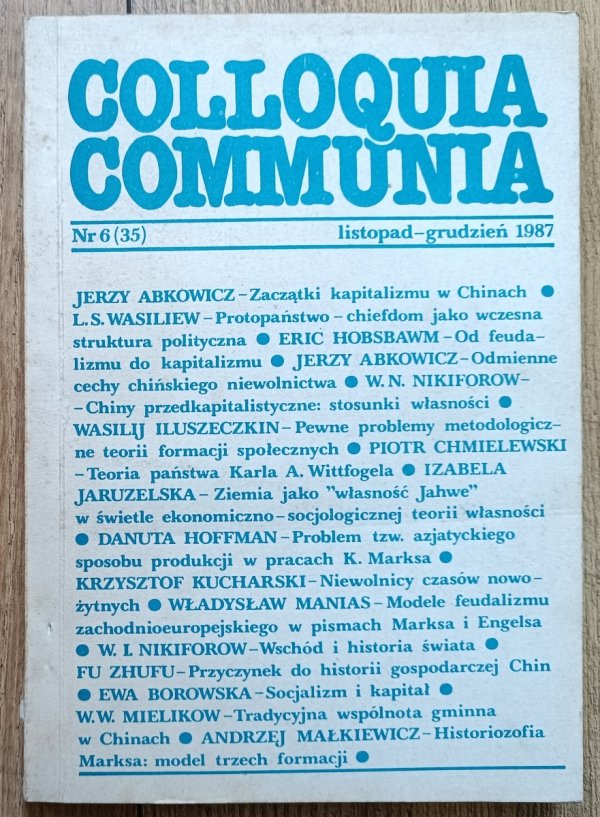 COLLOQUIA
COMMUNIA
Nr 6 (35) listopad–grudzień 1987
JERZY ABKOWICZ – Zaczątki kapitalizmu w Chinach ●
L. S. WASILIEW – Protopaństwo – chiefdom jako wczesna
struktura polityczna ● ERIC HOBSBAWM – Od feuda-
lizmu do kapitalizmu ● JERZY ABKOWICZ – Odmienne
cechy chińskiego niewolnictwa ● W. N. NIKIFOROW –
– Chiny przedkapitalistyczne: stosunki własności ●
WASILIJ ILUSZECZKIN – Pewne problemy metodologicz-
ne teorii formacji społecznych ● PIOTR CHMIELEWSKI
– Teoria państwa Karla A. Wittfogela ● IZABELA
JARUZELSKA – Ziemia jako ”własność Jahwe”
w świetle ekonomiczno – socjologicznej teorii własności
● DANUTA HOFFMAN – Problem tzw. azjatyckiego
sposobu produkcji w pracach K. Marksa ●
KRZYSZTOF KUCHARSKI – Niewolnicy czasów nowo –
żytnych ● WŁADYSŁAW MANIAS – Modele feudalizmu
zachodnioeuropejskiego w pismach Marksa i Engelsa
● W. I. NIKIFOROW – Wschód i historia świata ●
FU ZHUFU – Przyczynek do historii gospodarczej Chin
● EWA BOROWSKA – Socjalizm i kapitał ●
W. W. MIELIKOW – Tradycyjna wspólnota gminna
w Chinach ● ANDRZEJ MAŁKIEWICZ – Historiozofia
Marksa: model trzech formacji ●